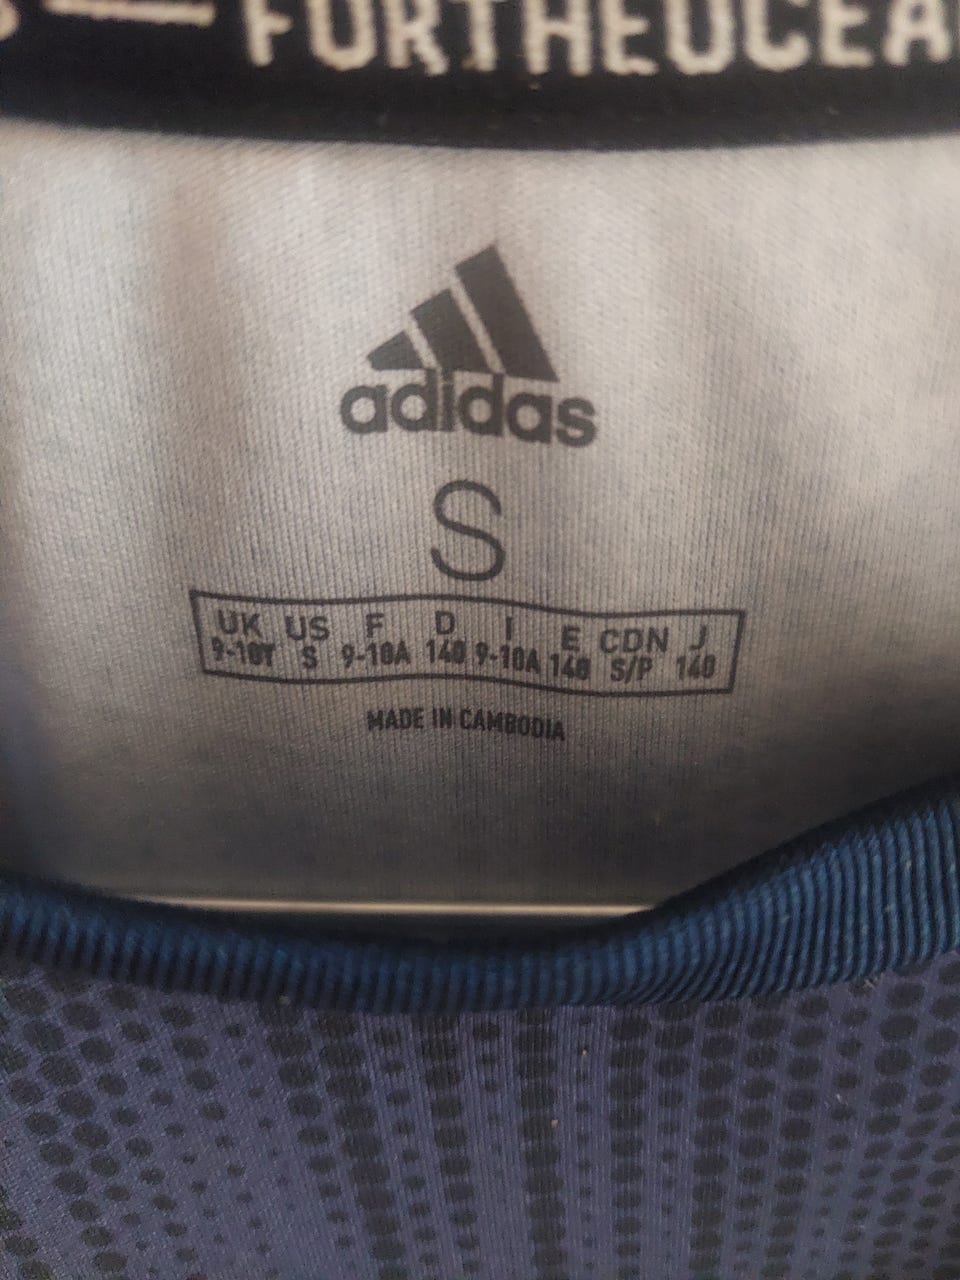 FORTHEOCEA
adidas
S
UK US F D I E CDN J
9-10Y S 9-10A 140 9-10A 140 S/P 140
MADE IN CAMBODIA